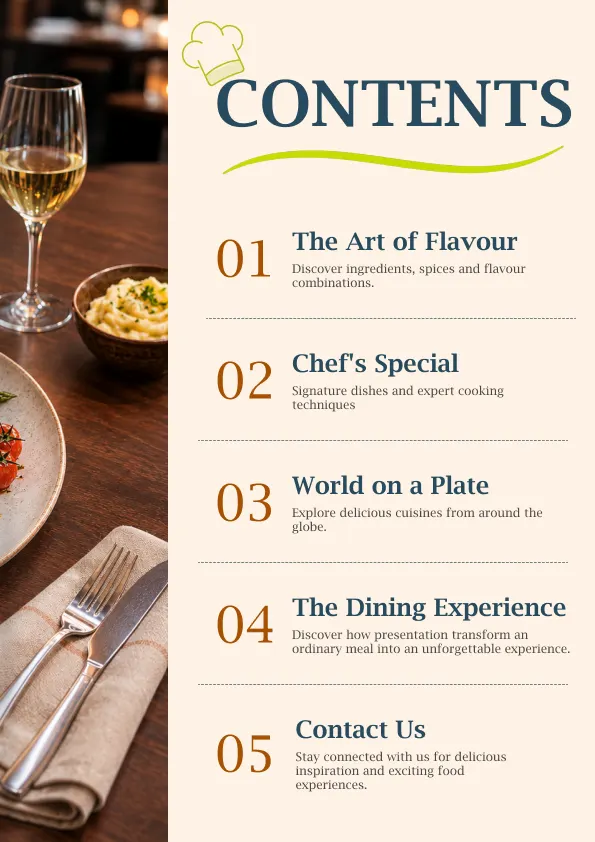 CONTENTS
01
The Art of Flavour
Discover ingredients, spices and flavour
combinations.
02
Chef's Special
Signature dishes and expert cooking
techniques
03
World on a Plate
Explore delicious cuisines from around the
globe.
04
The Dining Experience
Discover how presentation transform an
ordinary meal into an unforgettable experience.
05
Contact Us
Stay connected with us for delicious
inspiration and exciting food
experiences.